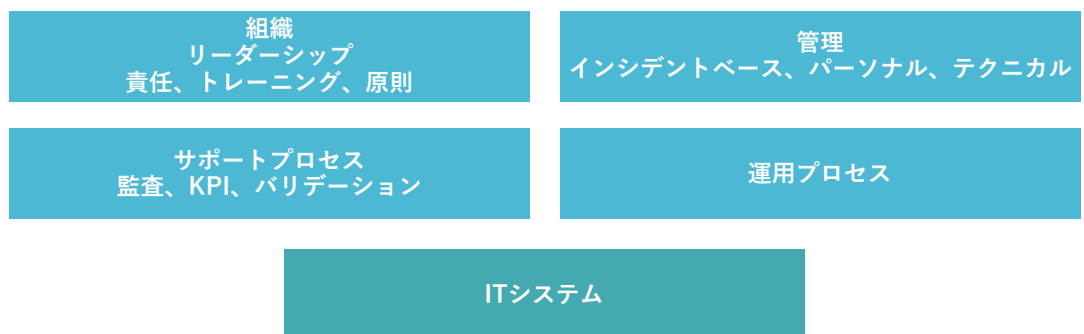 組織
リーダーシップ
責任、トレーニング、原則
管理
インシデントベース、パーソナル、テクニカル
サポートプロセス
監査、KPI、バリデーション
運用プロセス
ITシステム